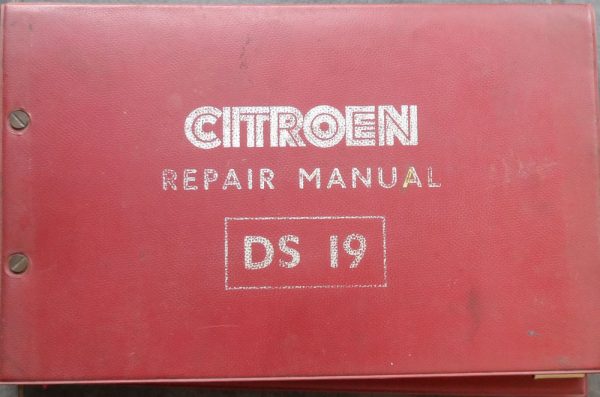 CITROEN
REPAIR MANUAL
DS 19